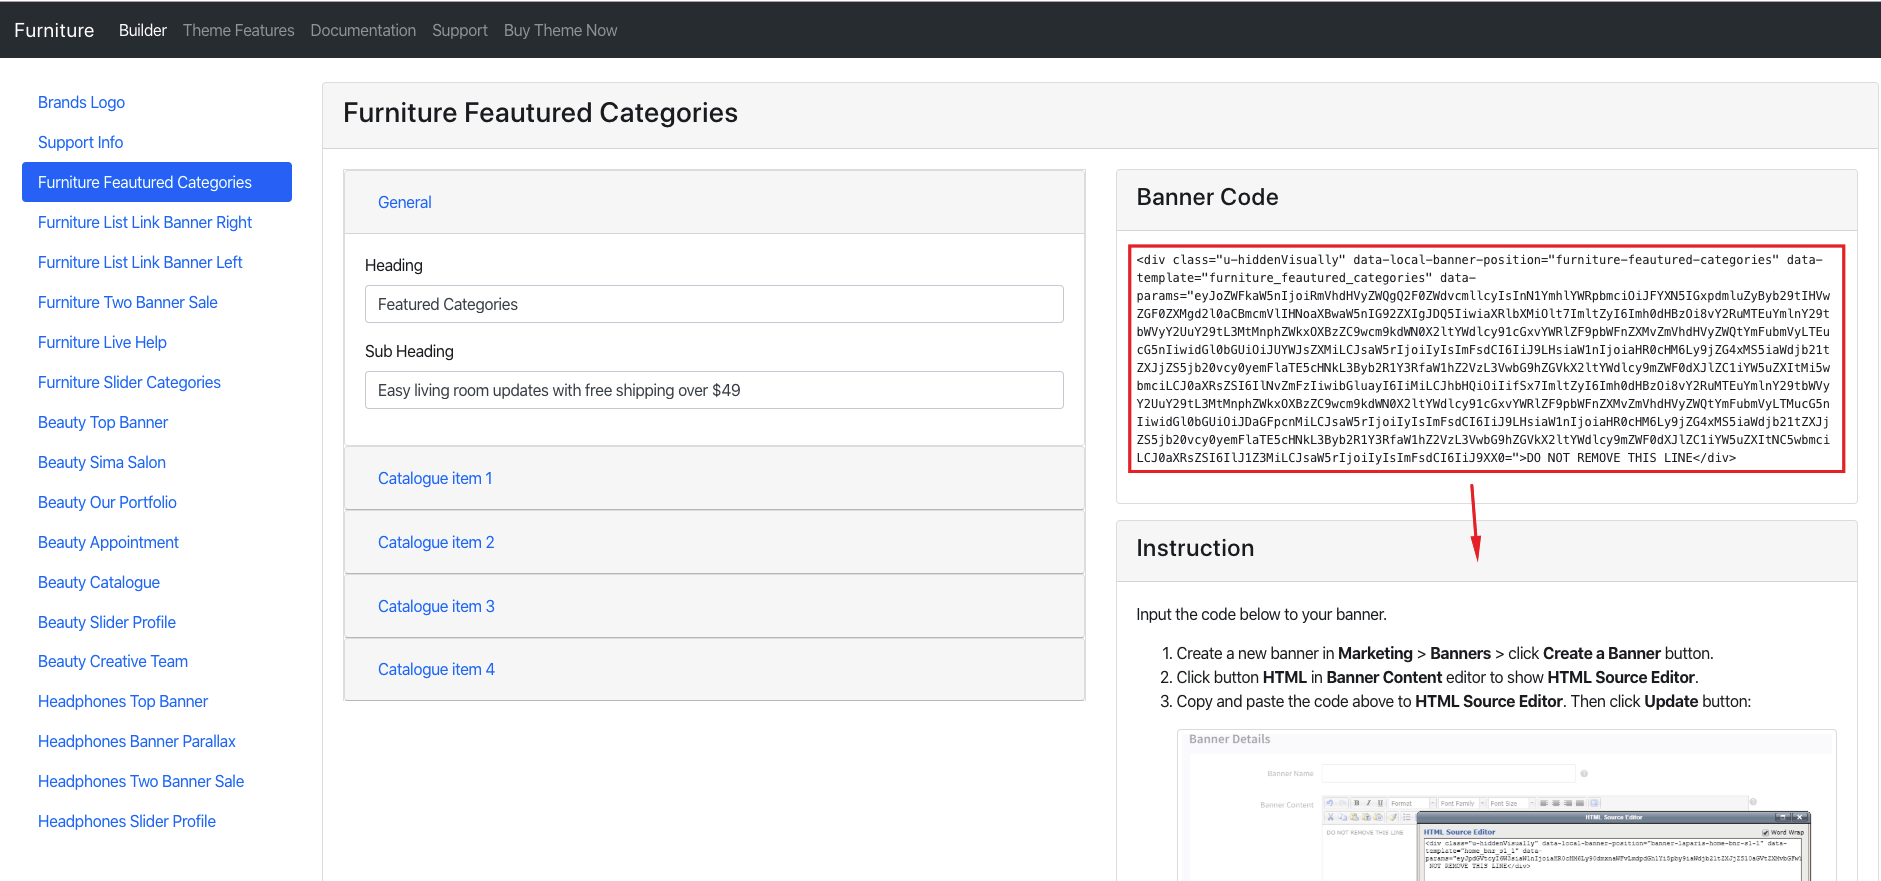 Furniture Builder Theme Features Documentation Support Buy Theme Now
Brands Logo
Support Info
Furniture Feautured Categories
Furniture List Link Banner Right
Furniture List Link Banner Left
Furniture Two Banner Sale
Furniture Live Help
Furniture Slider Categories
Beauty Top Banner
Beauty Sima Salon
Beauty Our Portfolio
Beauty Appointment
Beauty Catalogue
Beauty Slider Profile
Beauty Creative Team
Headphones Top Banner
Headphones Banner Parallax
Headphones Two Banner Sale
Headphones Slider Profile
Furniture Feautured Categories
General
Heading
Featured Categories
Sub Heading
Easy living room updates with free shipping over $49
Catalogue item 1
Catalogue item 2
Catalogue item 3
Catalogue item 4
Banner Code
<div class="u-hiddenVisually" data-local-banner-position="furniture-feautured-categories" data-
template="furniture_feautured_categories" data-
params="eyJoZWFkaW5nIjoiRmVhdHVyZWQgQ2F0ZWdvcmllcyIsInN1YmhlYWRpbmciOiJFYXN5IGxpdmluZyByb29tIHVw
ZGF0ZXMgd2l0aCBmcmVlIHNoaXBwaW5nIG92ZXIgJDQ5IiwiaXRlbXMiOlt7ImltZyI6Imh0dHBzOi8vY2RuMTEuYmlnY29t
bWVyY2UuY29tL3MtMnphZWkxOXBzZC9wcm9kdWN0X2ltYWdlcy91cGxvYWRlZF9pbWFnZXMvZmVhdHVyZWQtYmFubmVyLTEu
cG5nIiwidGl0bGUiOiJUYWJsZXMiLCJsaW5rIjoiIyIsImFsdCI6IiJ9LHsiaW1nIjoiaHR0cHM6Ly9jZG4xMS5iaWdjb21t
ZXJjZS5jb20vcy0yemFlaTE5cHNkL3Byb2R1Y3RfaW1hZ2VzL3VwbG9hZGVkX2ltYWdlcy9mZWF0dXJlZC1iYW5uZXItMi5w
bmciLCJ0aXRsZSI6IlNvZmFzIiwibGluayI6IiMiLCJhbHQiOiIifSx7ImltZyI6Imh0dHBzOi8vY2RuMTEuYmlnY29tbWVy
Y2UuY29tL3MtMnphZWkxOXBzZC9wcm9kdWN0X2ltYWdlcy91cGxvYWRlZF9pbWFnZXMvZmVhdHVyZWQtYmFubmVyLTMucG5n
IiwidGl0bGUiOiJDaGFpcnMiLCJsaW5rIjoiIyIsImFsdCI6IiJ9LHsiaW1nIjoiaHR0cHM6Ly9jZG4xMS5iaWdjb21tZXJj
ZS5jb20vcy0yemFlaTE5cHNkL3Byb2R1Y3RfaW1hZ2VzL3VwbG9hZGVkX2ltYWdlcy9mZWF0dXJlZC1iYW5uZXItNC5wbmci
LCJ0aXRsZSI6IlJ1Z3MiLCJsaW5rIjoiIyIsImFsdCI6IiJ9XX0=">DO NOT REMOVE THIS LINE</div>
Instruction
Input the code below to your banner.
1. Create a new banner in Marketing > Banners > click Create a Banner button.
2. Click button HTML in Banner Content editor to show HTML Source Editor.
3. Copy and paste the code above to HTML Source Editor. Then click Update button:
Banner Details
Banner Name
Banner Content
Format Font Family Font Size
DO NOT REMOVE THIS LINE
HTML Source Editor
HTML Source Editor Word Wrap
<div class="u-hiddenVisually" data-local-banner-position="banner-laparis-home-bnr-sl-1" data-
template="home_bnr_sl_1" data-
NOT REMOVE THIS LINE</div>